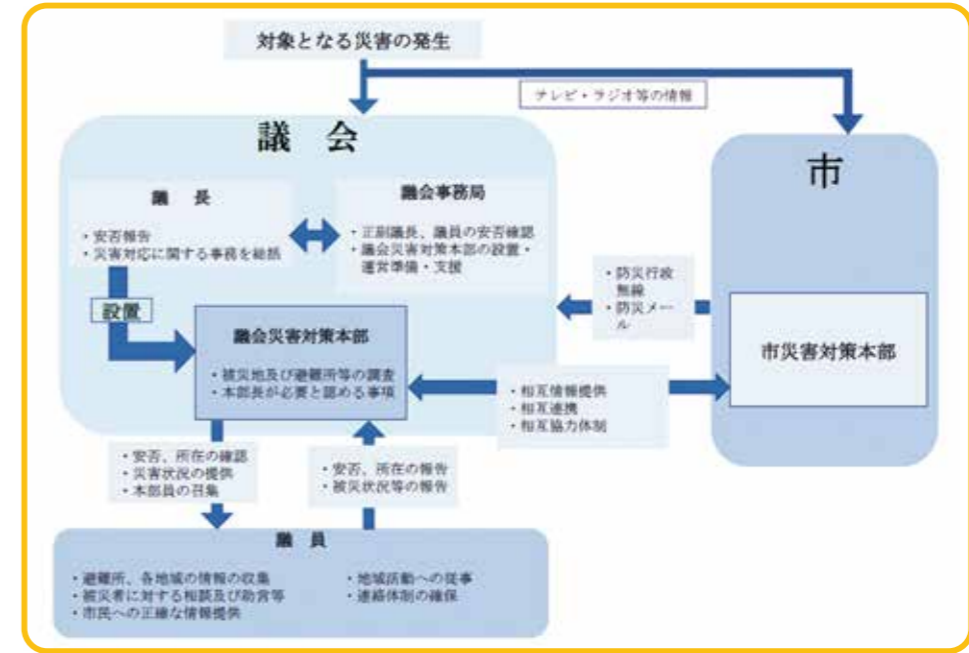 対象となる災害の発生
テレビ・ラジオ等の情報
議　会
市
議　長
・安否報告
・災害対応に関する事務を総括
議会事務局
・正副議長、議員の安否確認
・議会災害対策本部の設置・
運営準備・支援
設置
・防災行政
無線
・防災メー
ル
議会災害対策本部
・被災地及び避難所等の調査
・本部長が必要と認める事項
市災害対策本部
・相互情報提供
・相互連携
・相互協力体制
・安否、所在の確認
・災害状況の提供
・本部員の召集
・安否、所在の報告
・被災状況等の報告
議　員
・避難所、各地域の情報の収集
・被災者に対する相談及び助言等
・市民への正確な情報提供
・地域活動への従事
・連絡体制の確保